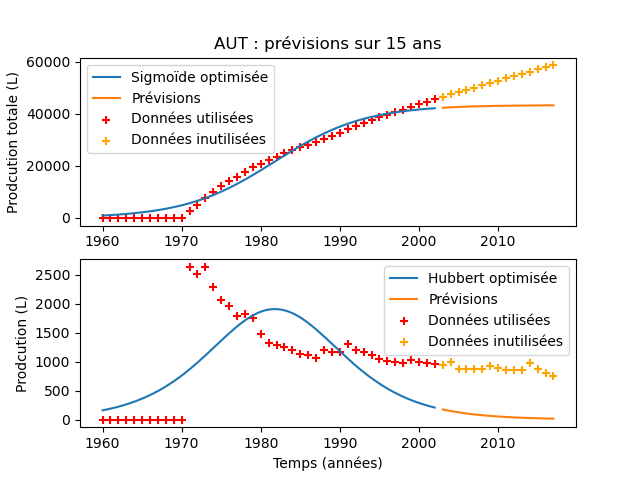 AUT : prévisions sur 15 ans
Prodcution totale (L)
60000
40000
20000
0
Sigmoïde optimisée
Prévisions
Données utilisées
Données inutilisées
1960 1970 1980 1990 2000 2010
Prodcution (L)
2500
2000
1500
1000
500
0
Hubbert optimisée
Prévisions
Données utilisées
Données inutilisées
1960 1970 1980 1990 2000 2010
Temps (années)